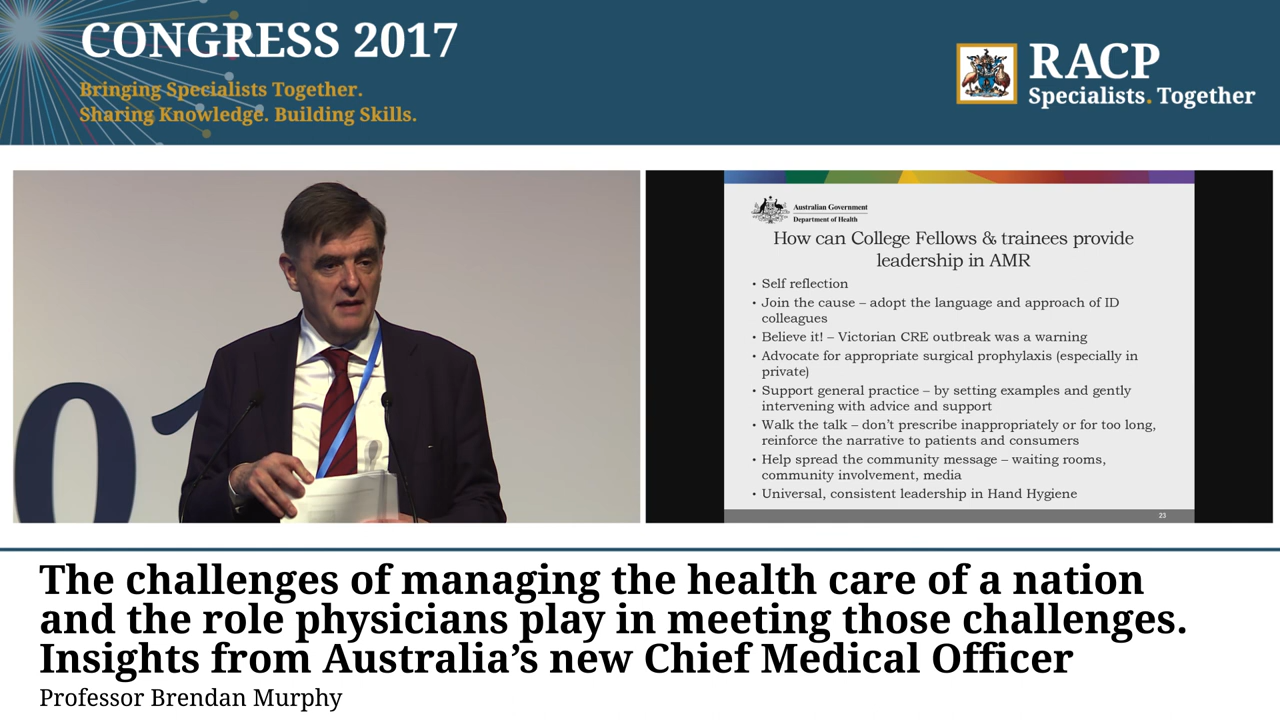 CONGRESS 2017
Bringing Specialists Together.
Sharing Knowledge. Building Skills.
RACP
Specialists. Together
01
Australian Government
Department of Health
How can College Fellows & trainees provide
leadership in AMR
• Self reflection
• Join the cause – adopt the language and approach of ID
colleagues
• Believe it! – Victorian CRE outbreak was a warning
• Advocate for appropriate surgical prophylaxis (especially in
private)
• Support general practice – by setting examples and gently
intervening with advice and support
• Walk the talk – don't prescribe inappropriately or for too long,
reinforce the narrative to patients and consumers
• Help spread the community message – waiting rooms,
community involvement, media
• Universal, consistent leadership in Hand Hygiene
23
The challenges of managing the health care of a nation
and the role physicians play in meeting those challenges.
Insights from Australia’s new Chief Medical Officer
Professor Brendan Murphy